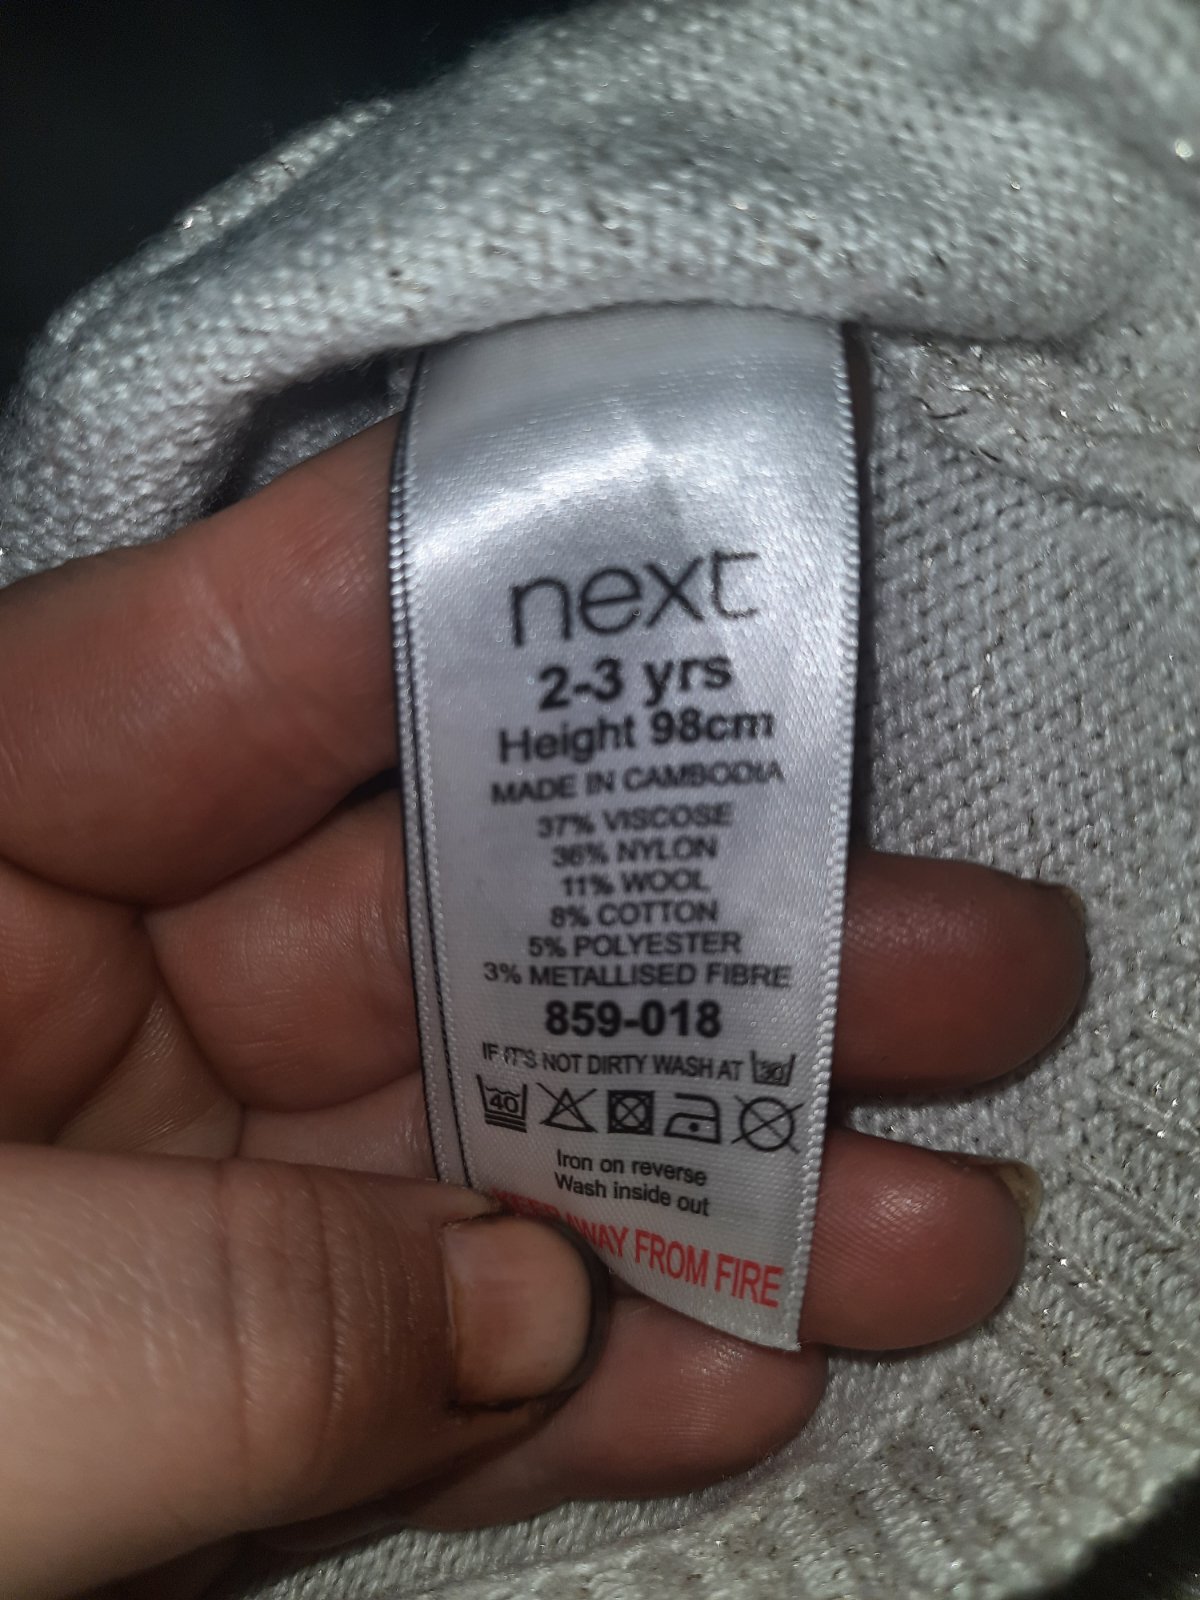 next
2-3 yrs
Height 98cm
MADE IN CAMBODIA
37% VISCOSE
36% NYLON
11% WOOL
8% COTTON
5% POLYESTER
3% METALLISED FIBRE
859-018
IF IT'S NOT DIRTY WASH AT 30
40
Iron on reverse
Wash inside out
KEEP AWAY FROM FIRE